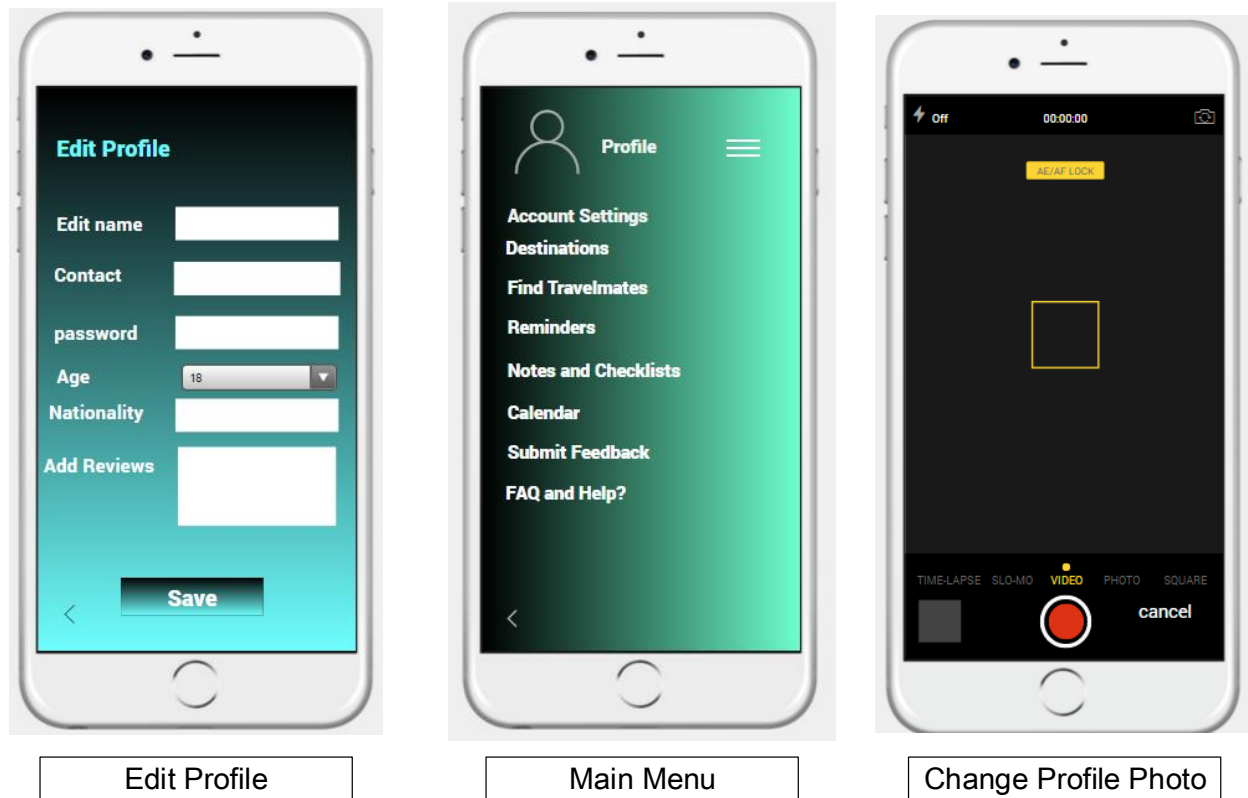 Edit Profile
Edit name
Contact
password
Age
18
Nationality
Add Reviews
Save
Edit Profile
Profile
Account Settings
Destinations
Find Travelmates
Reminders
Notes and Checklists
Calendar
Submit Feedback
FAQ and Help?
Main Menu
Off 00:00:00
AE/AF LOCK
TIME-LAPSE SLO-MO VIDEO PHOTO SQUARE
cancel
Change Profile Photo